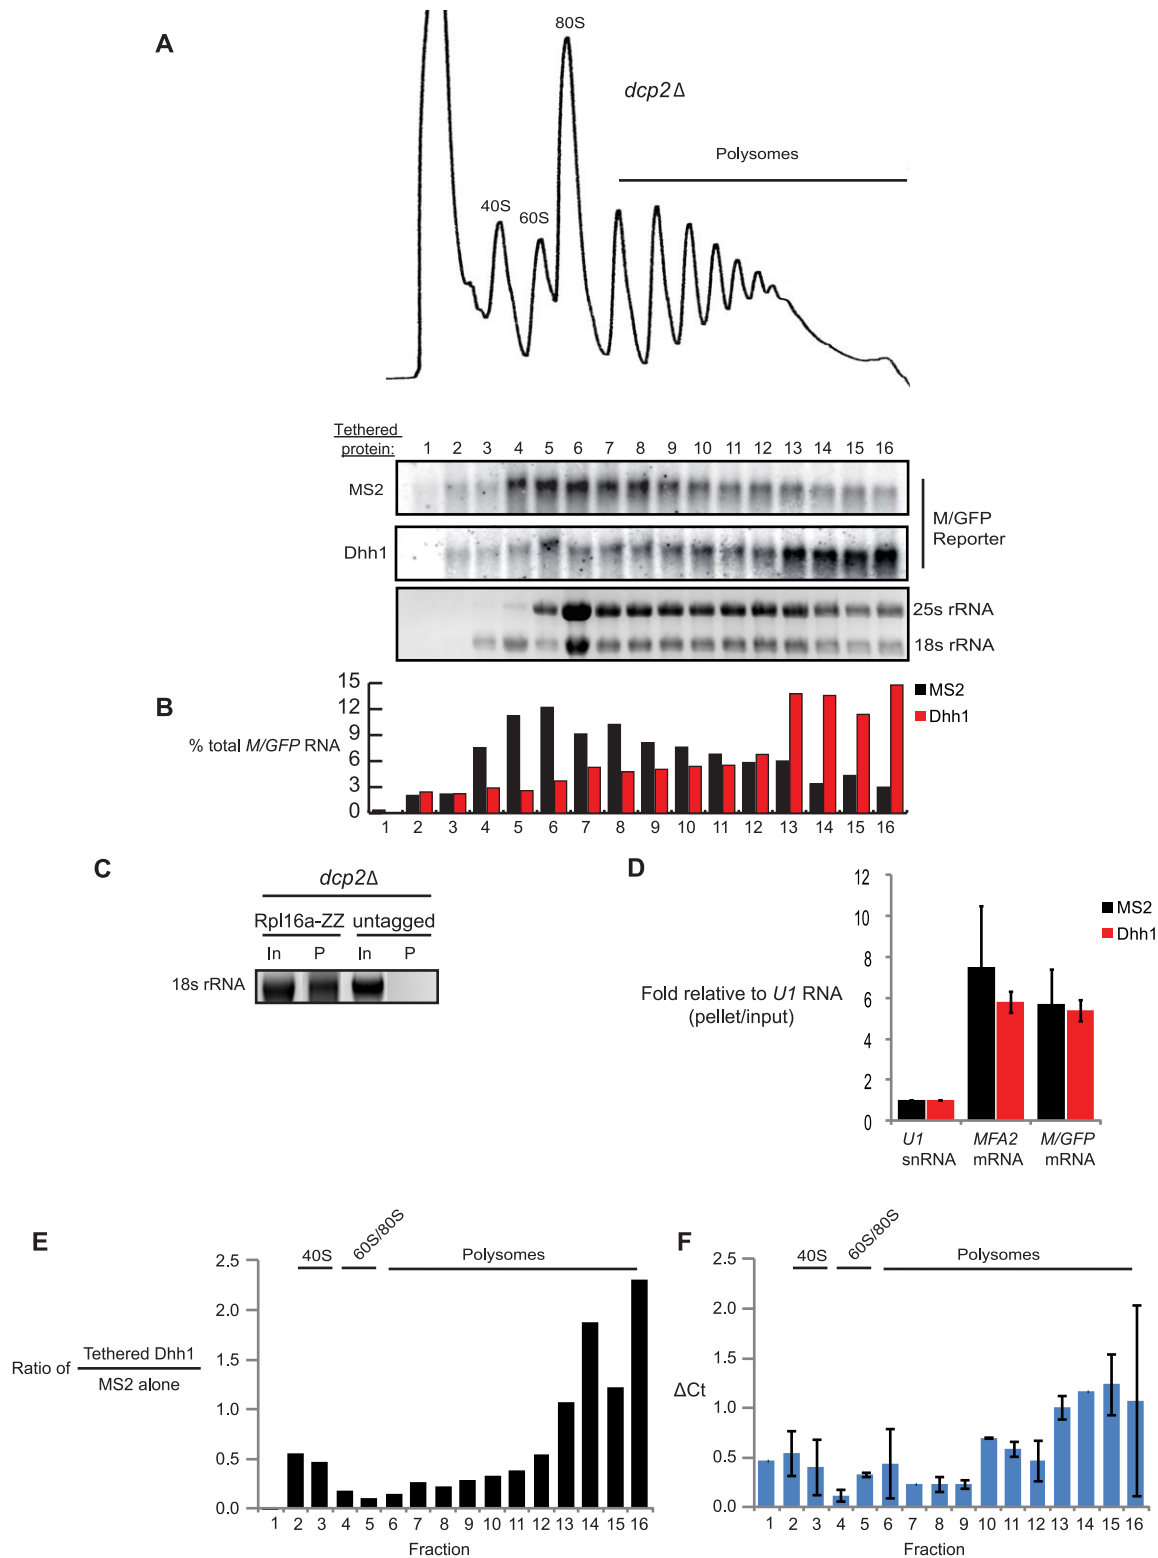 A
80S
dcp2Δ
Polysomes
40S
60S
Tethered
protein:
1 2 3 4 5 6 7 8 9 10 11 12 13 14 15 16
MS2
M/GFP
Reporter
Dhh1
25s rRNA
18s rRNA
B
15
12
9
6
3
0
% total M/GFP RNA
MS2
Dhh1
1 2 3 4 5 6 7 8 9 10 11 12 13 14 15 16
C
dcp2Δ
Rpl16a-ZZ untagged
In P In P
18s rRNA
D
12
10
8
6
4
2
0
Fold relative to U1 RNA
(pellet/input)
MS2
Dhh1
U1 MFA2 M/GFP
snRNA mRNA mRNA
E
40S 60S/80S Polysomes
2.5
2.0
1.5
1.0
0.5
0.0
Ratio of Tethered Dhh1
MS2 alone
1 2 3 4 5 6 7 8 9 10 11 12 13 14 15 16
Fraction
F
40S 60S/80S Polysomes
2.5
2.0
1.5
1.0
0.5
0.0
ΔCt
1 2 3 4 5 6 7 8 9 10 11 12 13 14 15 16
Fraction